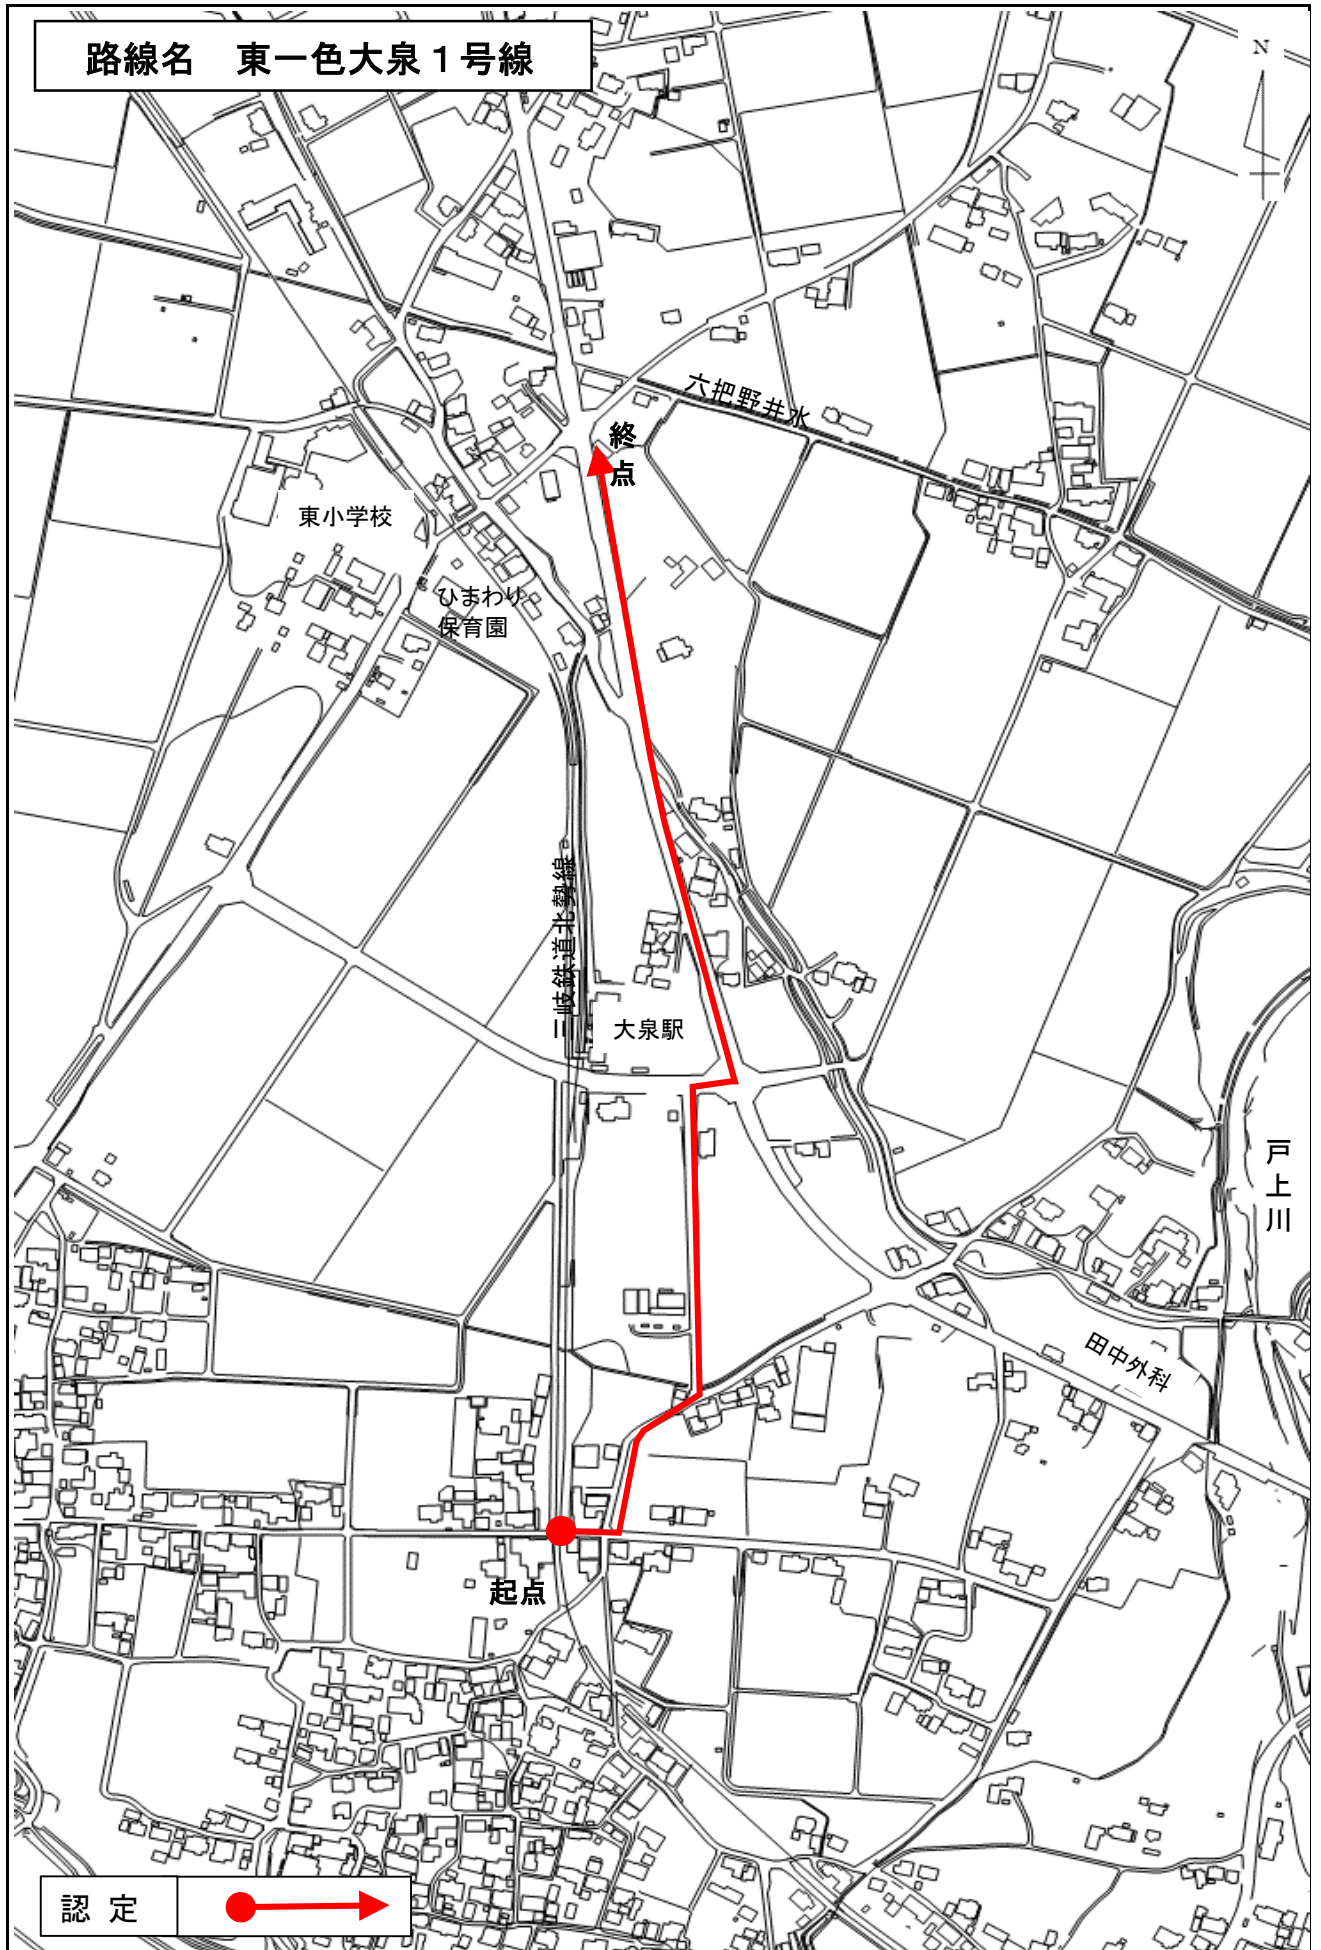 路線名　東一色大泉１号線
N
六把野井水
終
点
東小学校
ひまわり
保育園
三岐鉄道北勢線
大泉駅
戸
上
川
田中外科
起点
認 定